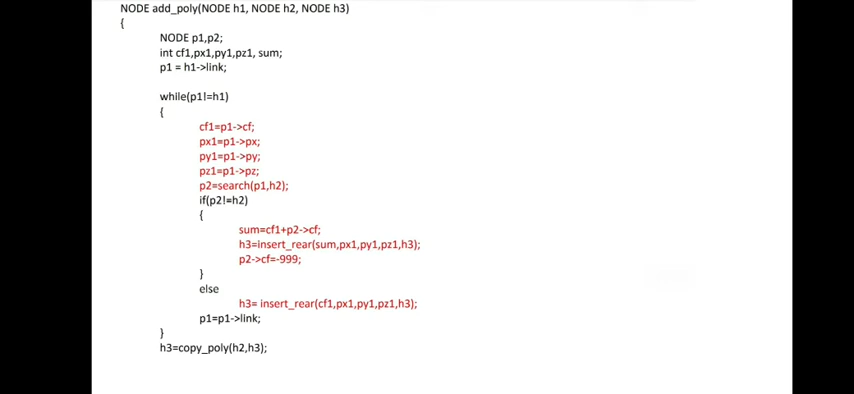 NODE add_poly(NODE h1, NODE h2, NODE h3)
{
NODE p1,p2;
int cf1,px1,py1,pz1, sum;
p1 = h1->link;
while(p1!=h1)
{
cf1=p1->cf;
px1=p1->px;
py1=p1->py;
pz1=p1->pz;
p2=search(p1,h2);
if(p2!=h2)
{
sum=cf1+p2->cf;
h3=insert_rear(sum,px1,py1,pz1,h3);
p2->cf=-999;
}
else
h3= insert_rear(cf1,px1,py1,pz1,h3);
p1=p1->link;
}
h3=copy_poly(h2,h3);